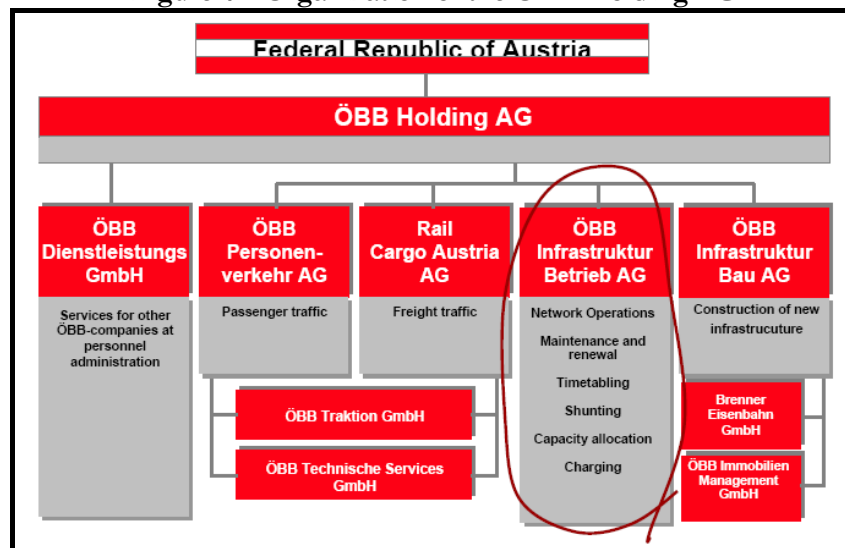 Federal Republic of Austria
ÖBB Holding AG
ÖBB
Dienstleistungs
GmbH
Services for other
ÖBB-companies at
personnel
administration
ÖBB
Personen-
verkehr AG
Passenger traffic
Rail
Cargo Austria
AG
Freight traffic
ÖBB Traktion GmbH
ÖBB Technische Services
GmbH
ÖBB
Infrastruktur
Betrieb AG
Network Operations
Maintenance and
renewal
Timetabling
Shunting
Capacity allocation
Charging
ÖBB
Infrastruktur
Bau AG
Construction of new
infrastrucuture
Brenner
Eisenbahn
GmbH
ÖBB Immobilien
Management
GmbH